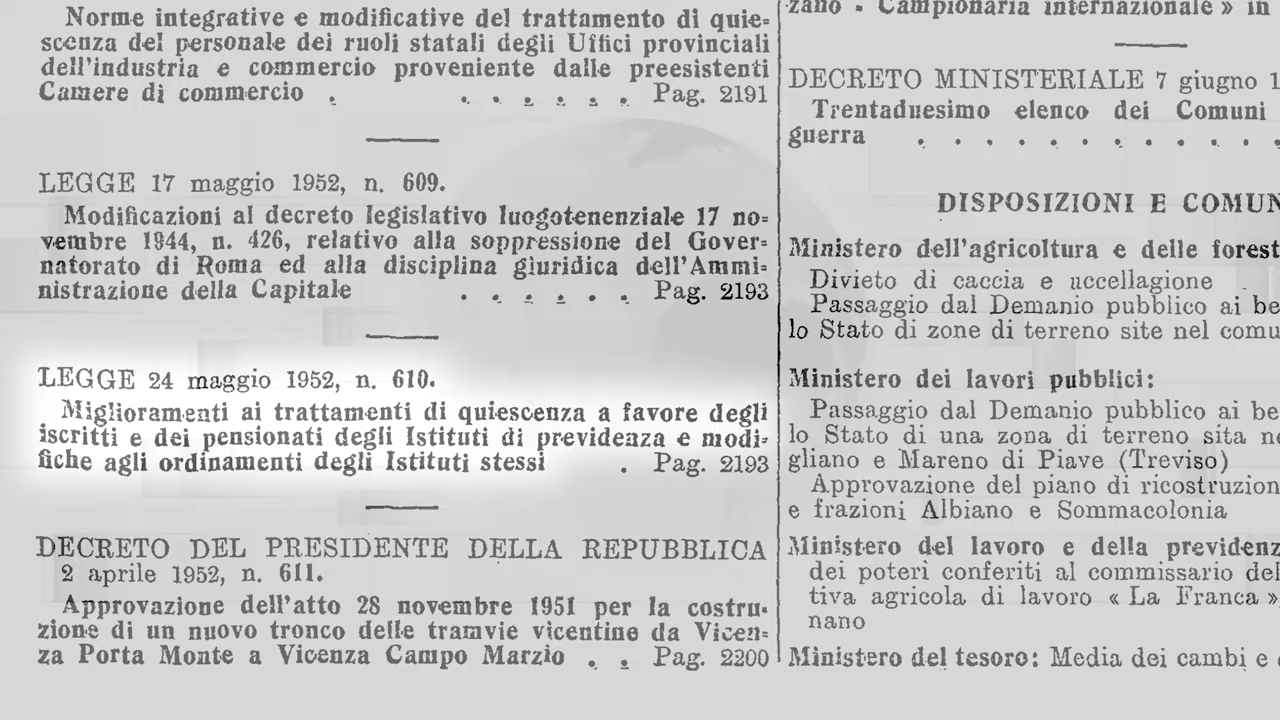 Norme integrative e modificative del trattamento di quie=
scenza del personale dei ruoli statali degli Uffici provinciali
dell'industria e commercio proveniente dalle preesistenti
Camere di commercio . . . . . . . Pag. 2191
LEGGE 17 maggio 1952, n. 609.
Modificazioni al decreto legislativo luogotenenziale 17 no=
vembre 1944, n. 426, relativo alla soppressione del Gover=
natorato di Roma ed alla disciplina giuridica dell'Ammi=
nistrazione della Capitale . . . . . . Pag. 2193
LEGGE 24 maggio 1952, n. 610.
Miglioramenti ai trattamenti di quiescenza a favore degli
iscritti e dei pensionati degli Istituti di previdenza e modi=
fiche agli ordinamenti degli Istituti stessi . Pag. 2193
DECRETO DEL PRESIDENTE DELLA REPUBBLICA
2 aprile 1952, n. 611.
Approvazione dell'atto 28 novembre 1951 per la costru=
zione di un nuovo tronco delle tramvie vicentine da Vicen=
za Porta Monte a Vicenza Campo Marzio . . Pag. 2200
zano - Campionaria internazionale » in
DECRETO MINISTERIALE 7 giugno 1
Trentaduesimo elenco dei Comuni
guerra . . . . . . . . . . . .
DISPOSIZIONI E COMUN
Ministero dell'agricoltura e delle forest
Divieto di caccia e uccellagione
Passaggio dal Demanio pubblico ai be
lo Stato di zone di terreno site nel comu
Ministero dei lavori pubblici:
Passaggio dal Demanio pubblico ai be
lo Stato di una zona di terreno sita ne
gliano e Mareno di Piave (Treviso)
Approvazione del piano di ricostruzion
e frazioni Albiano e Sommacolonia
Ministero del lavoro e della previdenz
dei poteri conferiti al commissario del
tiva agricola di lavoro « La Franca »
nano
Ministero del tesoro: Media dei cambi e